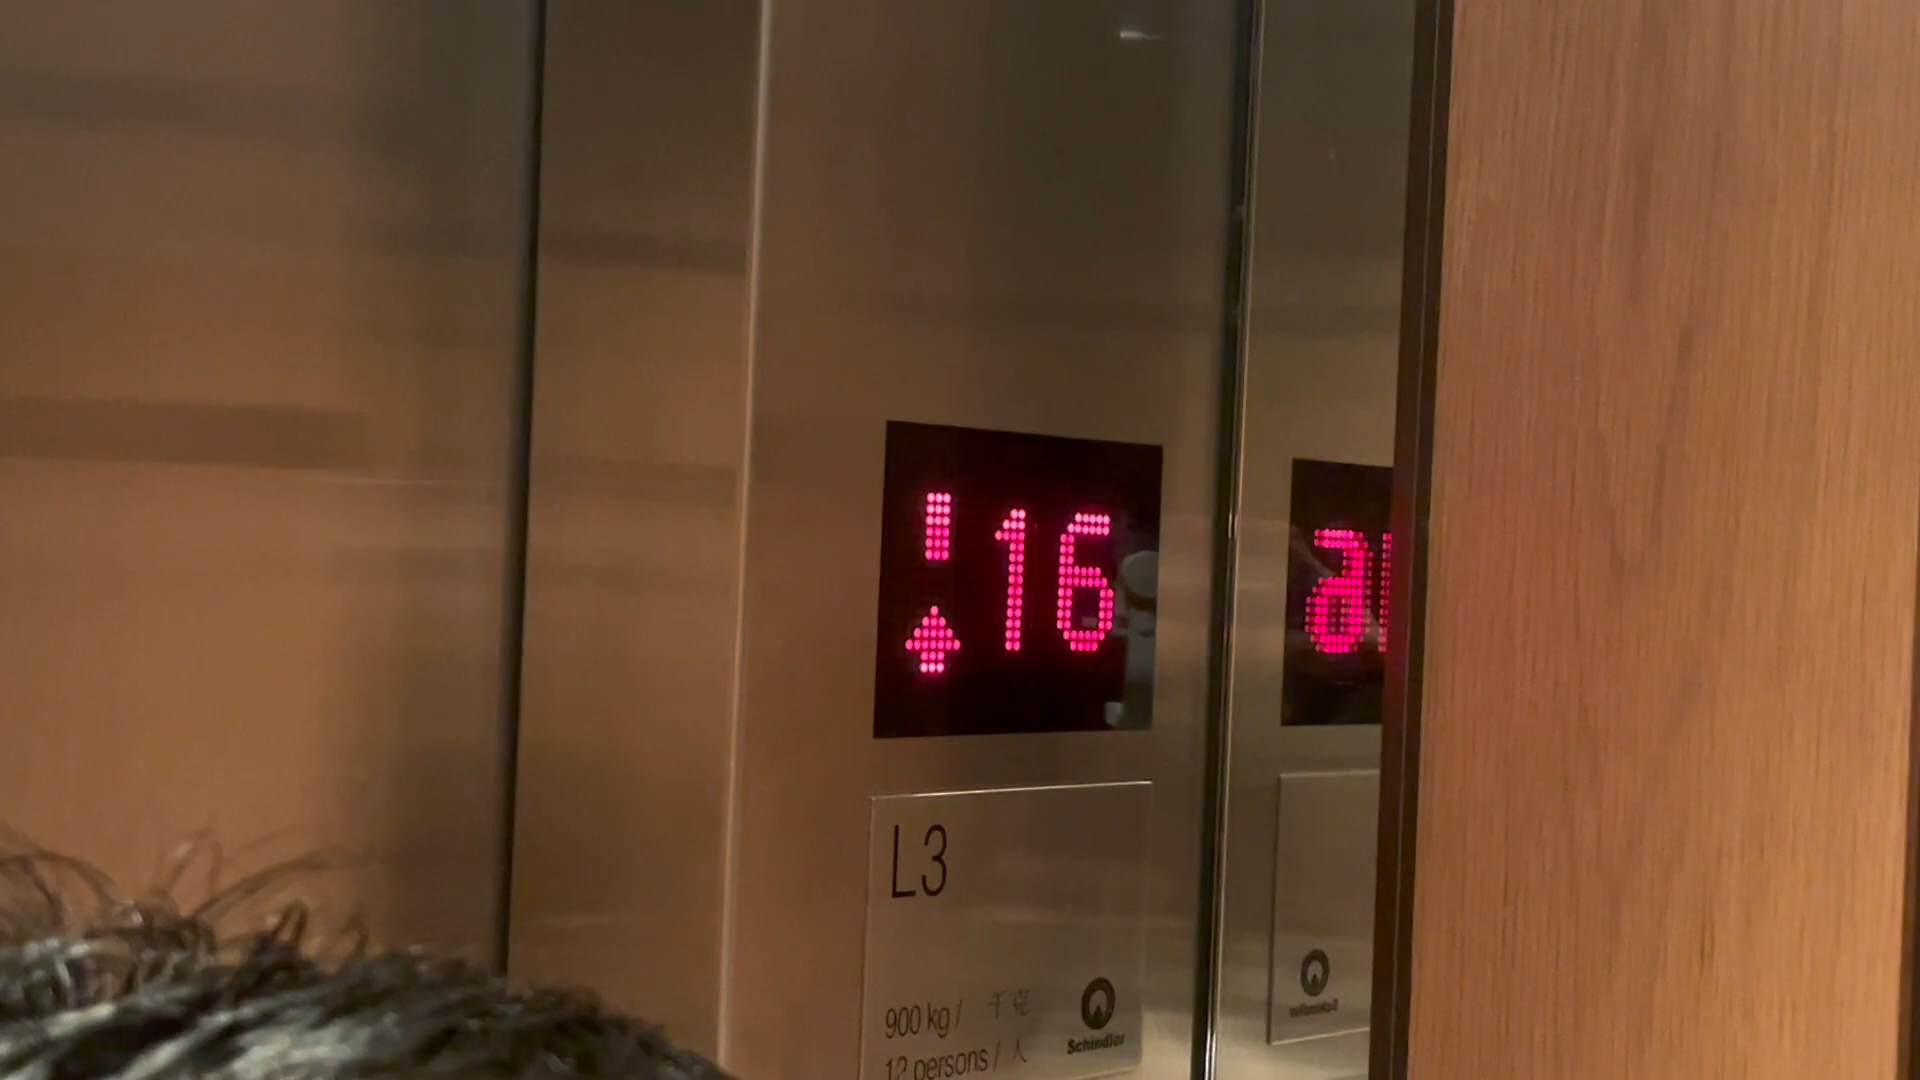 16
L3
900 kg / 千克
12 persons / 人
Schindler